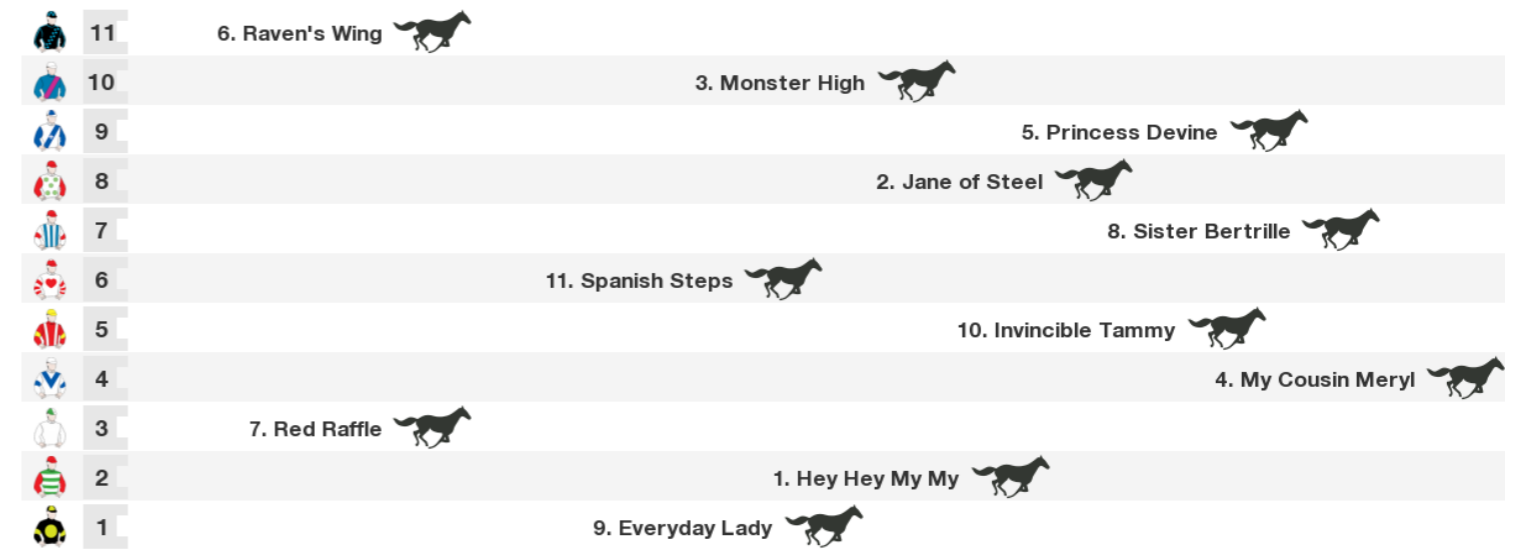 11 6. Raven's Wing
10 3. Monster High
9 5. Princess Devine
8 2. Jane of Steel
7 8. Sister Bertrille
6 11. Spanish Steps
5 10. Invincible Tammy
4 4. My Cousin Meryl
3 7. Red Raffle
2 1. Hey Hey My My
1 9. Everyday Lady